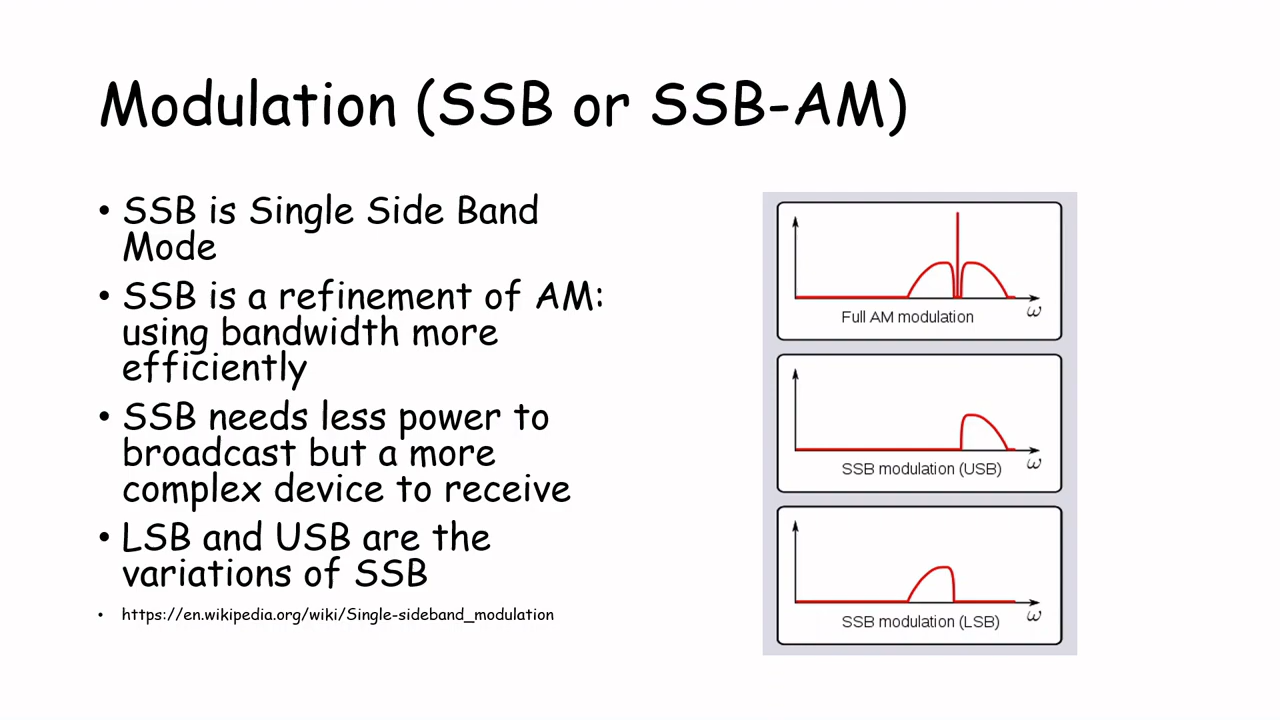 Modulation (SSB or SSB-AM)
• SSB is Single Side Band
Mode
• SSB is a refinement of AM:
using bandwidth more
efficiently
• SSB needs less power to
broadcast but a more
complex device to receive
• LSB and USB are the
variations of SSB
• https://en.wikipedia.org/wiki/Single-sideband_modulation
ω
Full AM modulation
ω
SSB modulation (USB)
ω
SSB modulation (LSB)